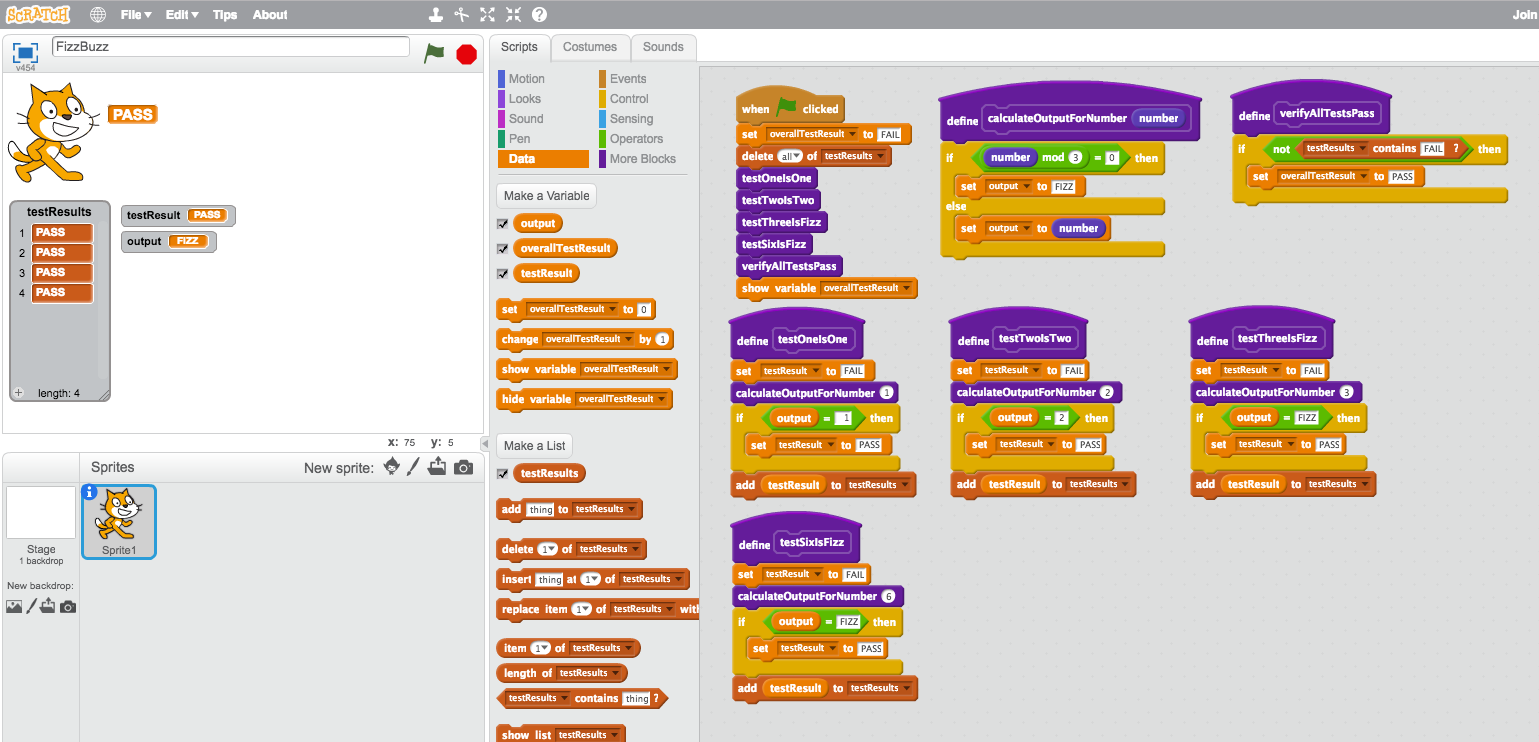 SCRATCH File▼ Edit▼ Tips About Join
FizzBuzz
v454
PASS
testResults
1 PASS
2 PASS
3 PASS
4 PASS
+ length: 4
testResult PASS
output FIZZ
x: 75 y: 5
Sprites New sprite:
Stage
1 backdrop
New backdrop:
Sprite1
Scripts Costumes Sounds
Motion Events
Looks Control
Sound Sensing
Pen Operators
Data More Blocks
Make a Variable
output
overallTestResult
testResult
set overallTestResult to 0
change overallTestResult by 1
show variable overallTestResult
hide variable overallTestResult
Make a List
testResults
add thing to testResults
delete 1 of testResults
insert thing at 1 of testResults
replace item 1 of testResults with
item 1 of testResults
length of testResults
testResults contains thing ?
show list testResults
when clicked
set overallTestResult to FAIL
delete all of testResults
testOneIsOne
testTwoIsTwo
testThreeIsFizz
testSixIsFizz
verifyAllTestsPass
show variable overallTestResult
define calculateOutputForNumber number
if number mod 3 = 0 then
set output to FIZZ
else
set output to number
define verifyAllTestsPass
if not testResults contains FAIL ? then
set overallTestResult to PASS
define testOneIsOne
set testResult to FAIL
calculateOutputForNumber 1
if output = 1 then
set testResult to PASS
add testResult to testResults
define testTwoIsTwo
set testResult to FAIL
calculateOutputForNumber 2
if output = 2 then
set testResult to PASS
add testResult to testResults
define testThreeIsFizz
set testResult to FAIL
calculateOutputForNumber 3
if output = FIZZ then
set testResult to PASS
add testResult to testResults
define testSixIsFizz
set testResult to FAIL
calculateOutputForNumber 6
if output = FIZZ then
set testResult to PASS
add testResult to testResults